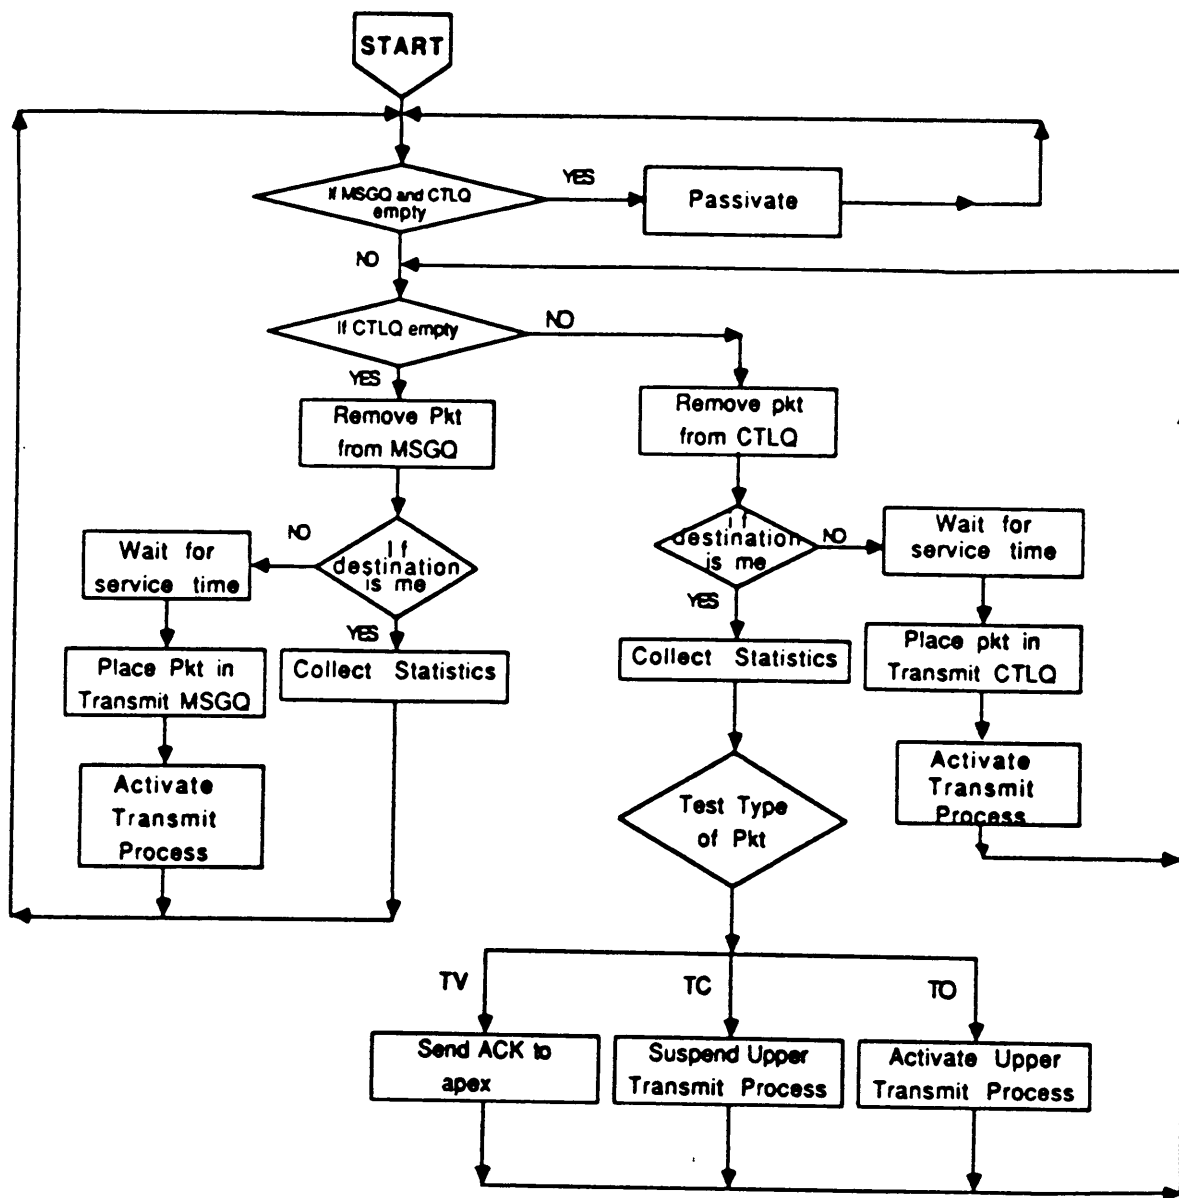 START
If MSGQ and CTLQ
empty
YES
Passivate
NO
If CTLQ empty
NO
YES
Remove Pkt
from MSGQ
Remove pkt
from CTLQ
NO
If
destination
is me
Wait for
service time
YES
Collect Statistics
Place Pkt in
Transmit MSGQ
Activate
Transmit
Process
If
destination
is me
NO
Wait for
service time
YES
Collect Statistics
Place pkt in
Transmit CTLQ
Activate
Transmit
Process
Test Type
of Pkt
TV
TC
TO
Send ACK to
apex
Suspend Upper
Transmit Process
Activate Upper
Transmit Process